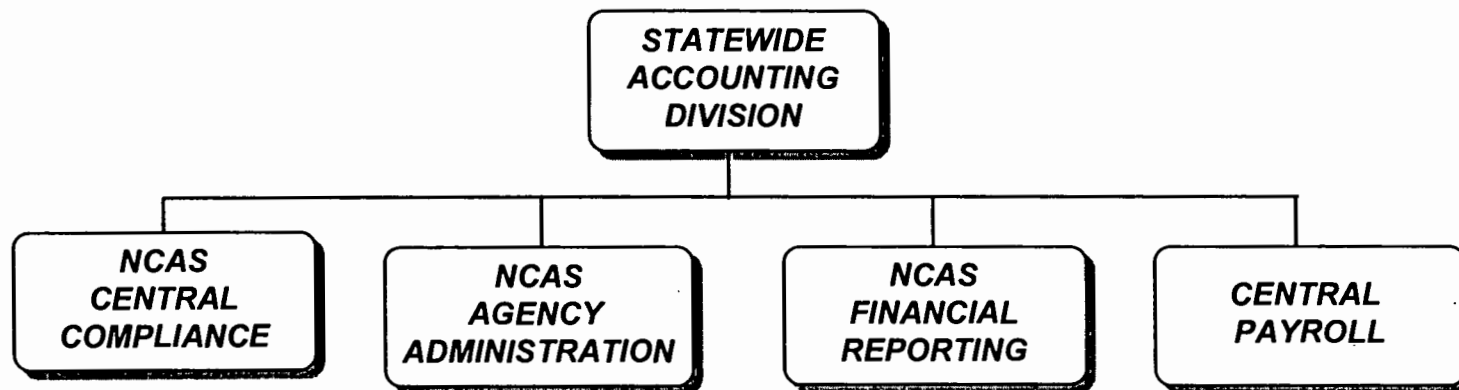 STATEWIDE
ACCOUNTING
DIVISION
NCAS
CENTRAL
COMPLIANCE
NCAS
AGENCY
ADMINISTRATION
NCAS
FINANCIAL
REPORTING
CENTRAL
PAYROLL